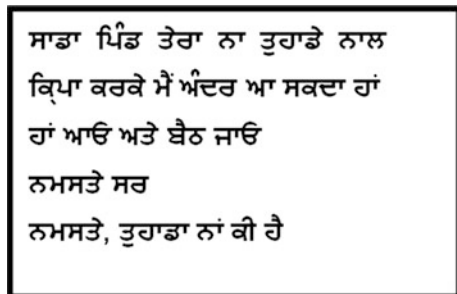 ਸਾਡਾ ਪਿੰਡ ਤੇਰਾ ਨਾ ਤੁਹਾਡੇ ਨਾਲ
ਕ੍ਰਿਪਾ ਕਰਕੇ ਮੈਂ ਅੰਦਰ ਆ ਸਕਦਾ ਹਾਂ
ਹਾਂ ਆਓ ਅਤੇ ਬੈਠ ਜਾਓ
ਨਮਸਤੇ ਸਰ
ਨਮਸਤੇ, ਤੁਹਾਡਾ ਨਾਂ ਕੀ ਹੈ